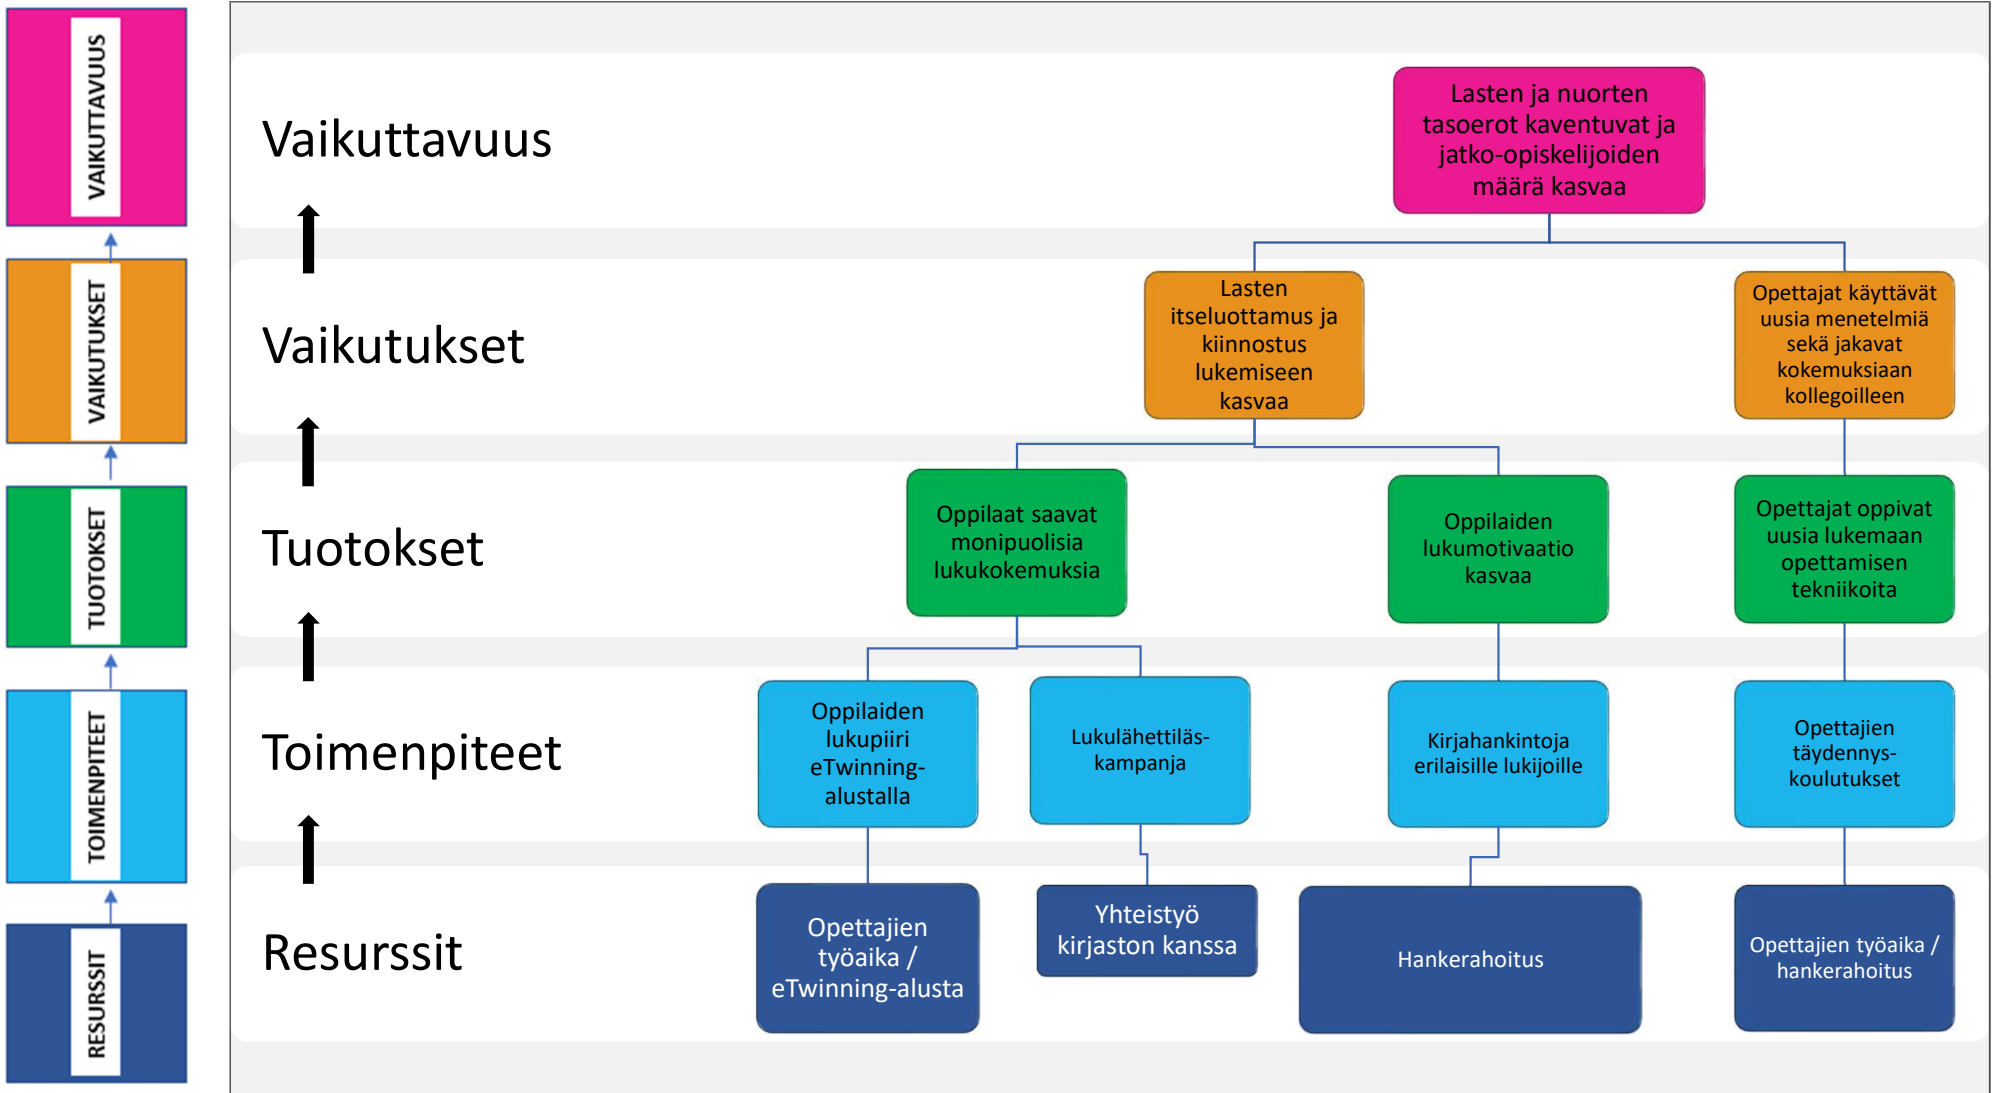 VAIKUTTAVUUS
VAIKUTUKSET
TUOTOKSET
TOIMENPITEET
RESURSSIT
Vaikuttavuus
Lasten ja nuorten
tasoerot kaventuvat ja
jatko-opiskelijoiden
määrä kasvaa
Vaikutukset
Lasten
itseluottamus ja
kiinnostus
lukemiseen
kasvaa
Opettajat käyttävät
uusia menetelmiä
sekä jakavat
kokemuksiaan
kollegoilleen
Tuotokset
Oppilaat saavat
monipuolisia
lukukokemuksia
Oppilaiden
lukumotivaatio
kasvaa
Opettajat oppivat
uusia lukemaan
opettamisen
tekniikoita
Toimenpiteet
Oppilaiden
lukupiiri
eTwinning-
alustalla
Lukulähettiläs-
kampanja
Kirjahankintoja
erilaisille lukijoille
Opettajien
täydennys-
koulutukset
Resurssit
Opettajien
työaika /
eTwinning-alusta
Yhteistyö
kirjaston kanssa
Hankerahoitus
Opettajien työaika /
hankerahoitus